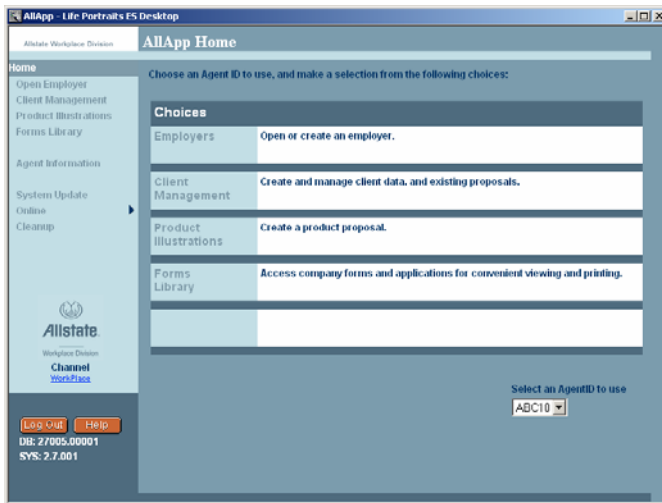 AllApp - Life Portraits ES Desktop
Allstate Workplace Division
AllApp Home
Home
Open Employer
Client Management
Product Illustrations
Forms Library
Agent Information
System Update
Online
Cleanup
Allstate.
Workplace Division
Channel
WorkPlace
Log Out
Help
DB: 27005.00001
SYS: 2.7.001
Choose an Agent ID to use, and make a selection from the following choices:
Choices
Employers
Open or create an employer.
Client
Management
Create and manage client data, and existing proposals.
Product
Illustrations
Create a product proposal.
Forms
Library
Access company forms and applications for convenient viewing and printing.
Select an AgentID to use
ABC10